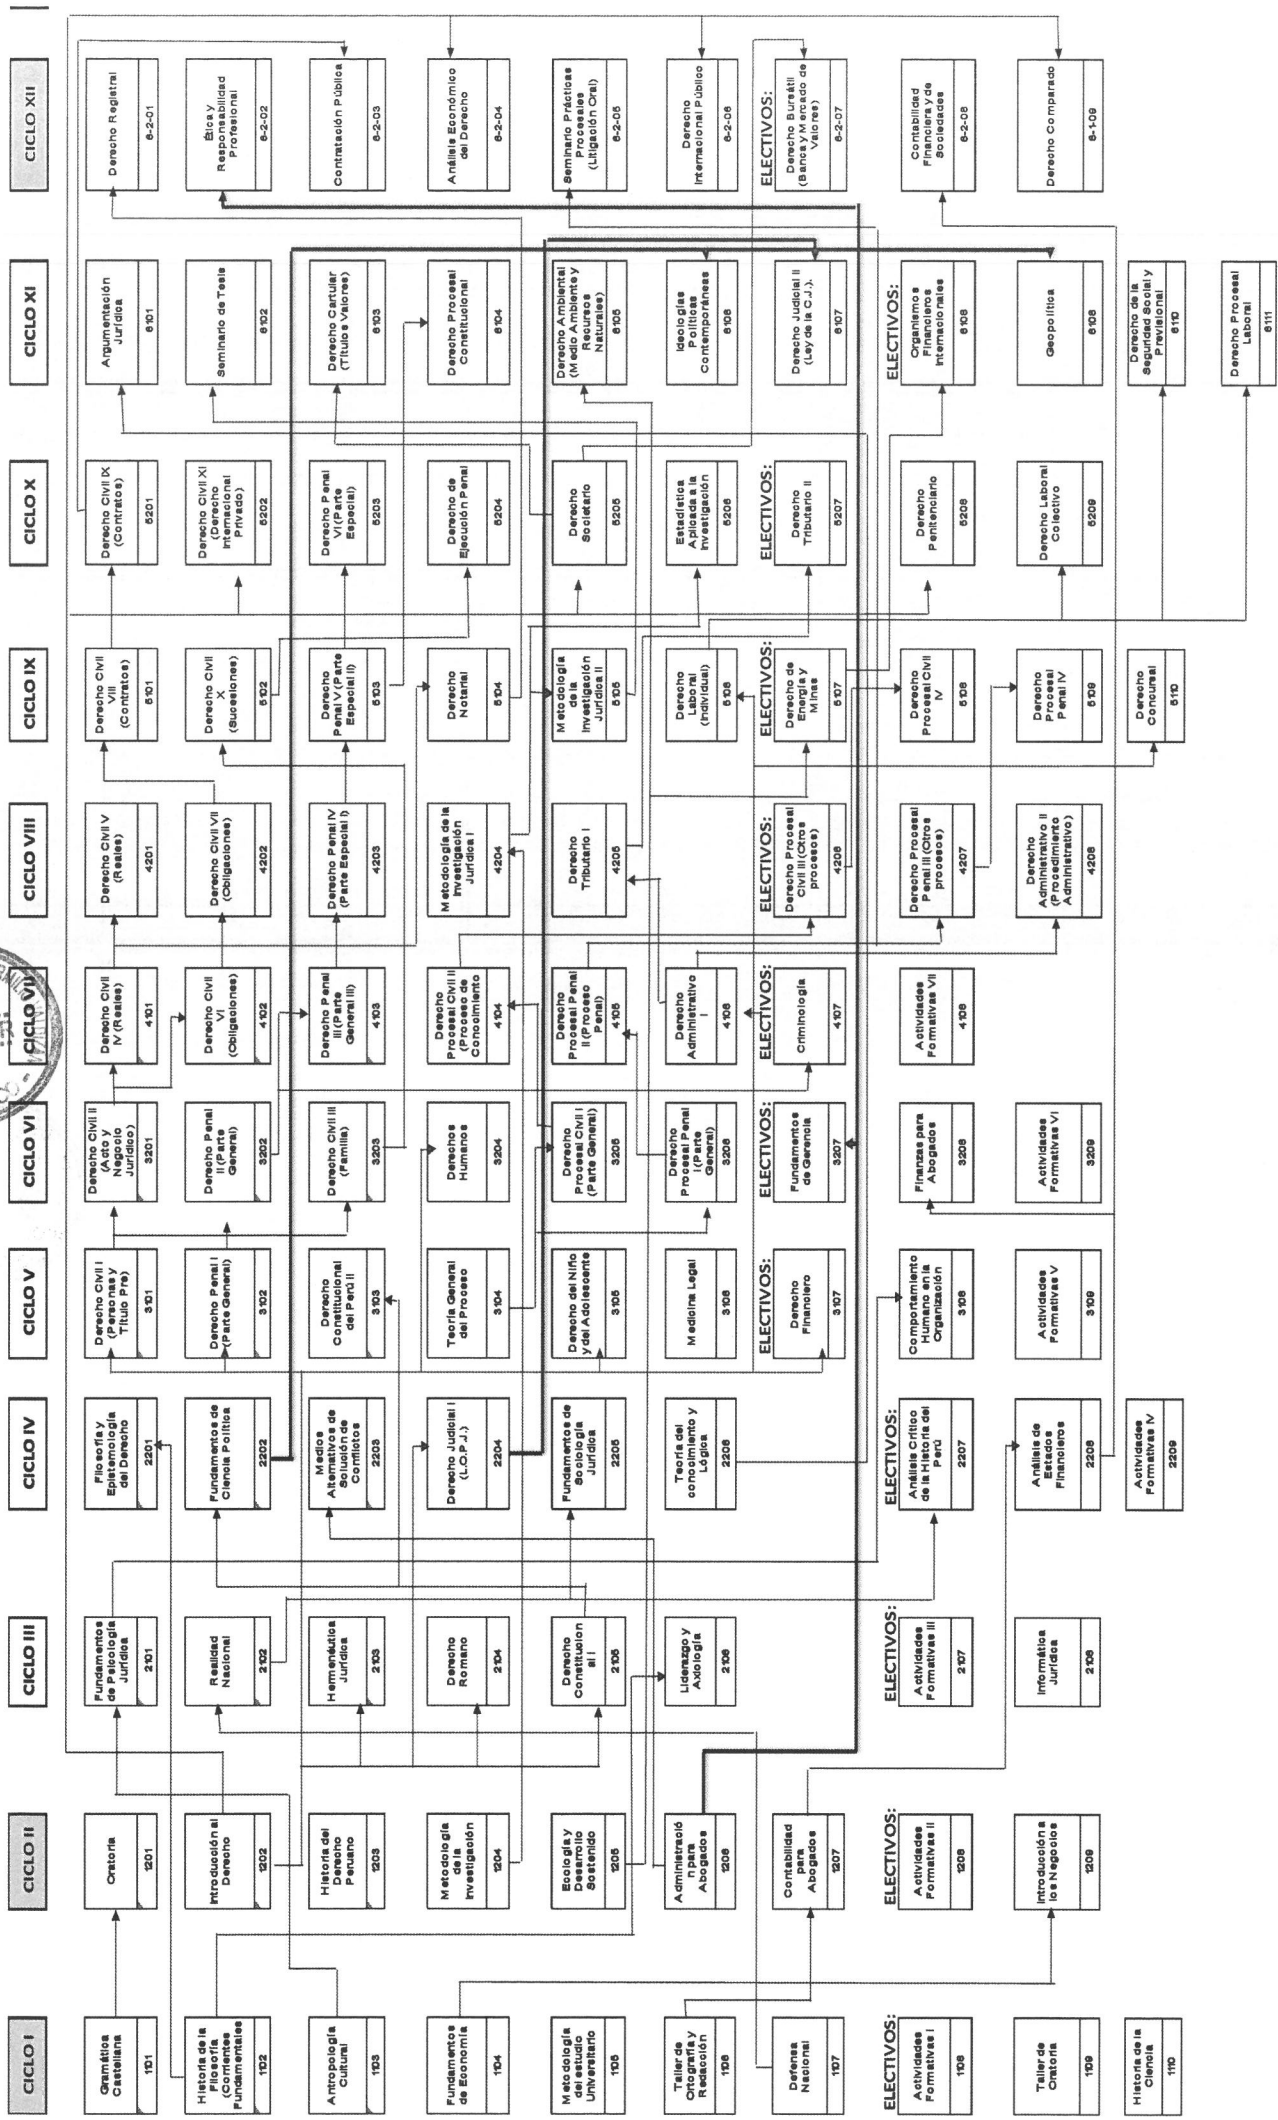 CICLO I
Gramática
Castellana
1101
Historia de la
Filosofía
(Corrientes
Fundamentales
1102
Antropología
Cultural
1103
Fundamentos
de Economía
1104
Metodología
del estudio
Universitario
1105
Taller de
Ortografía y
Redacción
1106
Defensa
Nacional
1107
ELECTIVOS:
Actividades
Formativas I
1108
Taller de
Oratoria
1109
Historia de la
Ciencia
1110
CICLO II
Oratoria
1201
Introducción al
Derecho
1202
Historia del
Derecho
Peruano
1203
Metodología
de la
Investigación
1204
Ecología y
Desarrollo
Sostenido
1205
Administració
n para
Abogados
1206
Contabilidad
para
Abogados
1207
ELECTIVOS:
Actividades
Formativas II
1208
Introducción a
los Negocios
1209
CICLO III
Fundamentos
de Psicología
Jurídica
2101
Realidad
Nacional
2102
Hermenéutica
Jurídica
2103
Derecho
Romano
2104
Derecho
Constitucion
al I
2105
Liderazgo y
Axiología
2106
ELECTIVOS:
Actividades
Formativas III
2107
Informática
Jurídica
2108
CICLO IV
Filosofía y
Epistemología
del Derecho
2201
Fundamentos de
Ciencia Política
2202
Medios
Alternativos de
Solución de
Conflictos
2203
Derecho Judicial I
(L.O.P.J.)
2204
Fundamentos de
Sociología
Jurídica
2205
Teoría del
conocimiento y
Lógica
2206
ELECTIVOS:
Análisis Crítico
de la Historia del
Perú
2207
Análisis de
Estados
Financieros
2208
Actividades
Formativas IV
2209
CICLO V
Derecho Civil I
(Personas y
Título Pre)
3101
Derecho Penal I
(Parte General)
3102
Derecho
Constitucional
del Perú II
3103
Teoría General
del Proceso
3104
Derecho del Niño
y del Adolescente
3105
Medicina Legal
3106
ELECTIVOS:
Derecho
Financiero
3107
Comportamiento
Humano en la
Organización
3108
Actividades
Formativas V
3109
CICLO VI
Derecho Civil II
(Acto y
Negocio
Jurídico)
3201
Derecho Penal
II (Parte
General)
3202
Derecho Civil III
(Familia)
3203
Derechos
Humanos
3204
Derecho
Procesal Civil I
(Parte General)
3205
Derecho
Procesal Penal
I (Parte
General)
3206
ELECTIVOS:
Fundamentos
de Gerencia
3207
Finanzas para
Abogados
3208
Actividades
Formativas VI
3209
CICLO VII
Derecho Civil
IV (Reales)
4101
Derecho Civil
VI
(Obligaciones)
4102
Derecho Penal
III (Parte
General III)
4103
Derecho
Procesal Civil II
(Proceso de
Conocimiento
4104
Derecho
Procesal Penal
II (Proceso
Penal)
4105
Derecho
Administrativo
I
4106
ELECTIVOS:
Criminología
4107
Actividades
Formativas VII
4108
CICLO VIII
Derecho Civil V
(Reales)
4201
Derecho Civil VII
(Obligaciones)
4202
Derecho Penal IV
(Parte Especial I)
4203
Metodología de la
Investigación
Jurídica I
4204
Derecho
Tributario I
4205
ELECTIVOS:
Derecho Procesal
Civil III (Otros
procesos)
4206
Derecho Procesal
Penal III (Otros
procesos)
4207
Derecho
Administrativo II
(Procedimiento
Administrativo)
4208
CICLO IX
Derecho Civil
VIII
(Contratos)
5101
Derecho Civil
X
(Sucesiones)
5102
Derecho
Penal V (Parte
Especial II)
5103
Derecho
Notarial
5104
Metodología
de la
Investigación
Jurídica II
5105
Derecho
Laboral
(Individual)
5106
ELECTIVOS:
Derecho de
Energía y
Minas
5107
Derecho
Procesal Civil
IV
5108
Derecho
Procesal
Penal IV
5109
Derecho
Concursal
5110
CICLO X
Derecho Civil IX
(Contratos)
5201
Derecho Civil XI
(Derecho
Internacional
Privado)
5202
Derecho Penal
VI (Parte
Especial)
5203
Derecho de
Ejecución Penal
5204
Derecho
Societario
5205
Estadística
Aplicada a la
Investigación
5206
ELECTIVOS:
Derecho
Tributario II
5207
Derecho
Penitenciario
5208
Derecho Laboral
Colectivo
5209
CICLO XI
Argumentación
Jurídica
6101
Seminario de Tesis
6102
Derecho Cartular
(Títulos Valores)
6103
Derecho Procesal
Constitucional
6104
Derecho Ambiental
(Medio Ambiente y
Recursos
Naturales)
6105
Ideologías
Políticas
Contemporáneas
6106
Derecho Judicial II
(Ley de la C.J.),
6107
ELECTIVOS:
Organismos
Financieros
Internacionales
6108
Geopolítica
6108
Derecho de la
Seguridad Social y
Previsional
6110
Derecho Procesal
Laboral
6111
CICLO XII
Derecho Registral
6-2-01
Ética y
Responsabilidad
Profesional
6-2-02
Contratación Pública
6-2-03
Análisis Económico
del Derecho
6-2-04
Seminario Prácticas
Procesales
(Litigación Oral)
6-2-05
Derecho
Internacional Público
6-2-06
ELECTIVOS:
Derecho Bursátil
(Banca y Mercado de
Valores)
6-2-07
Contabilidad
Financiera y de
Sociedades
6-2-08
Derecho Comparado
6-1-09